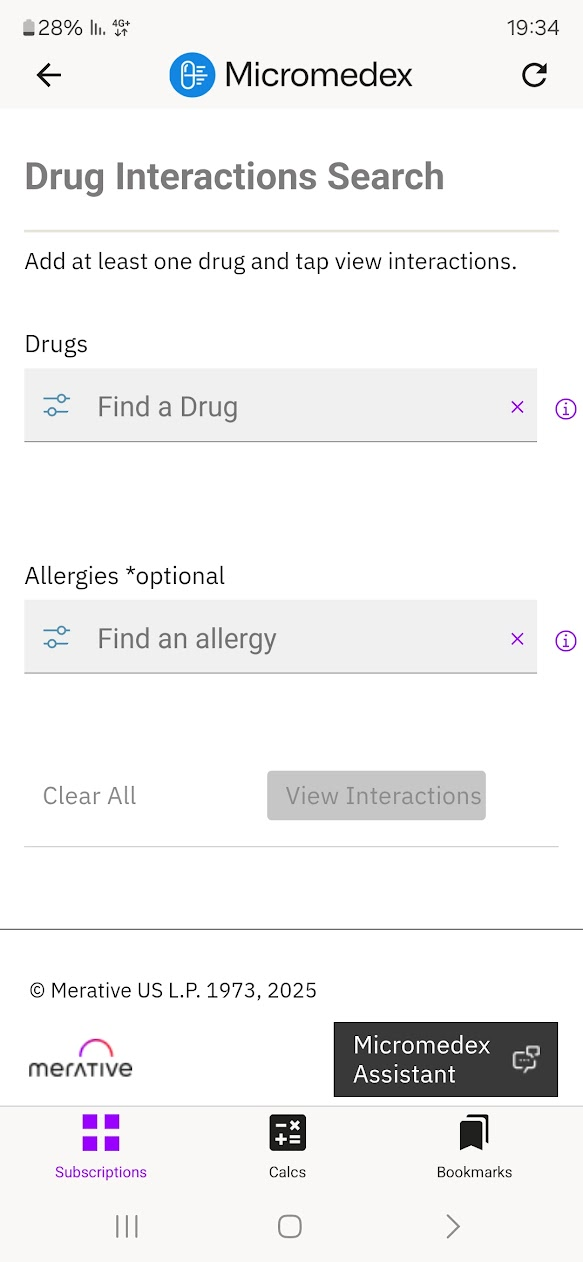 28% 4G+ 19:34
Micromedex
Drug Interactions Search
Add at least one drug and tap view interactions.
Drugs
Find a Drug
Allergies *optional
Find an allergy
Clear All View Interactions
© Merative US L.P. 1973, 2025
merative
Micromedex
Assistant
Subscriptions Calcs Bookmarks